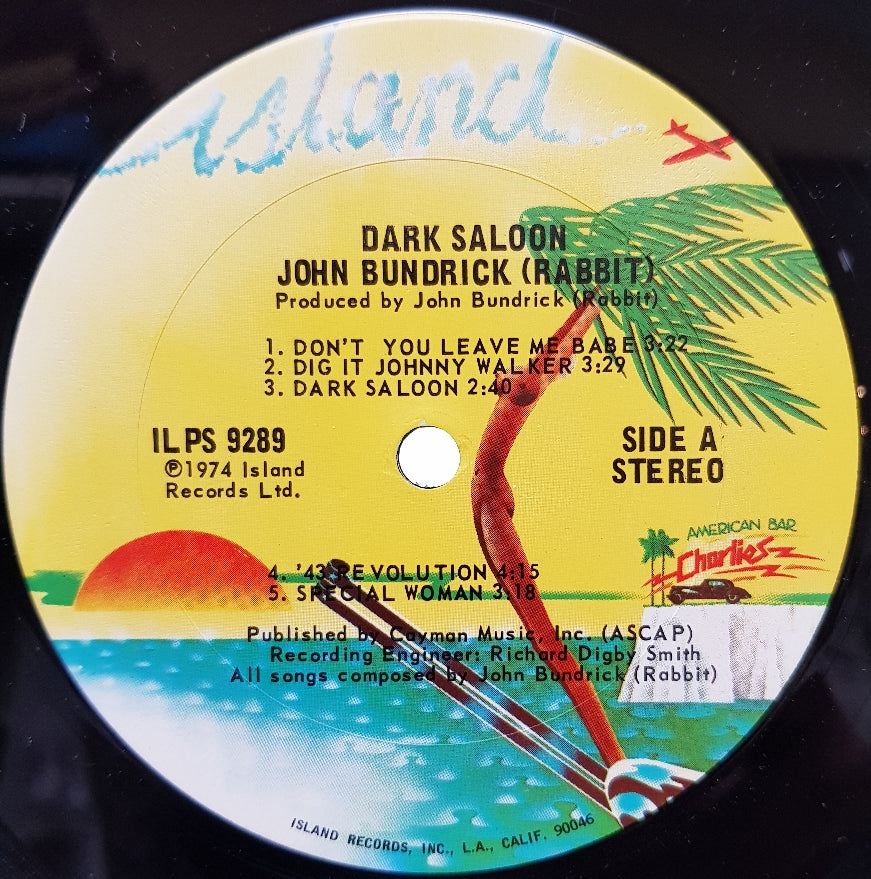 island
DARK SALOON
JOHN BUNDRICK (RABBIT)
Produced by John Bundrick (Rabbit)
1. DON'T YOU LEAVE ME BABE 3:22
2. DIG IT JOHNNY WALKER 3:29
3. DARK SALOON 2:40
ILPS 9289
℗1974 Island
Records Ltd.
SIDE A
STEREO
AMERICAN BAR
Charlies
4. '43 REVOLUTION 4:15
5. SPECIAL WOMAN 3:18
Published by Cayman Music, Inc. (ASCAP)
Recording Engineer: Richard Digby Smith
All songs composed by John Bundrick (Rabbit)
ISLAND RECORDS, INC., L.A., CALIF. 90046